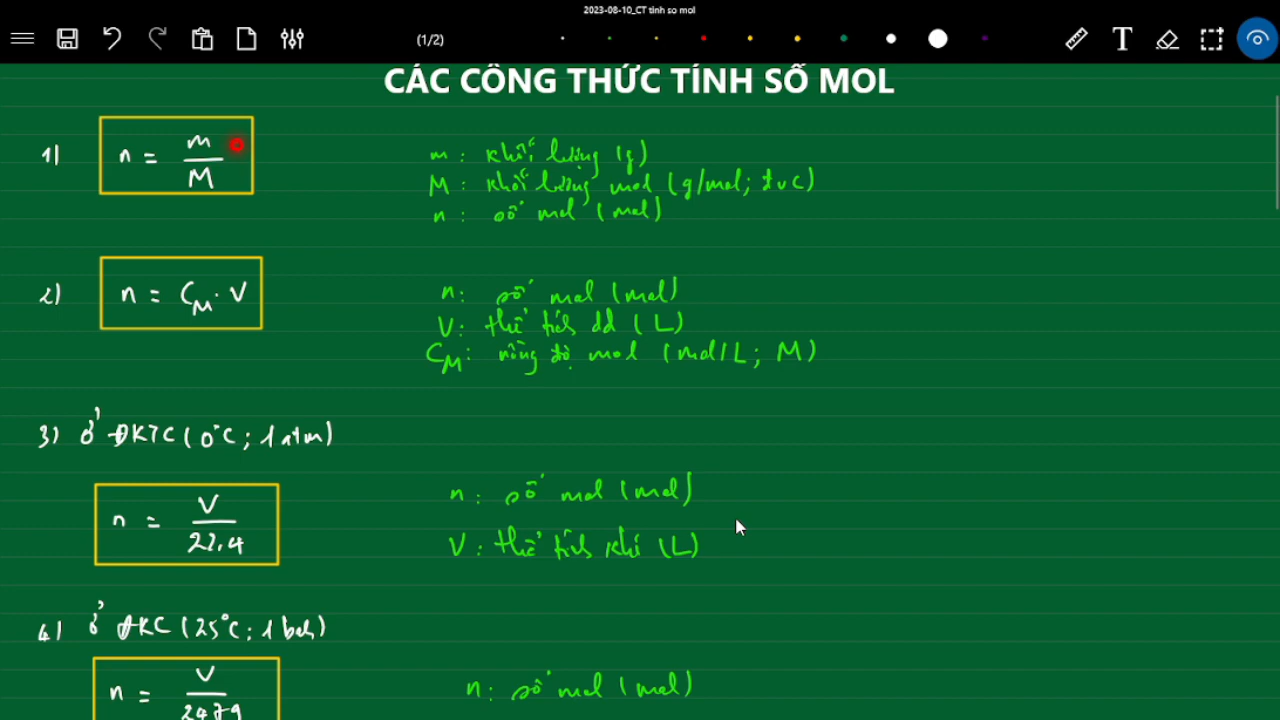 2023-08-10_CT tinh so mol
(1/2)
T
CÁC CÔNG THỨC TÍNH SỐ MOL
1) n = m/M
m: khối lượng (g)
M: khối lượng mol (g/mol; đvC)
n: số mol (mol)
2) n = CM.V
n: số mol (mol)
V: thể tích dd (L)
CM: nồng độ mol (mol/L; M)
3) ở ĐKTC (0°C; 1 atm)
n = V/22.4
n: số mol (mol)
V: thể tích khí (L)
4) ở ĐKC (25°C; 1 bar)
n = V/2479
n: số mol (mol)